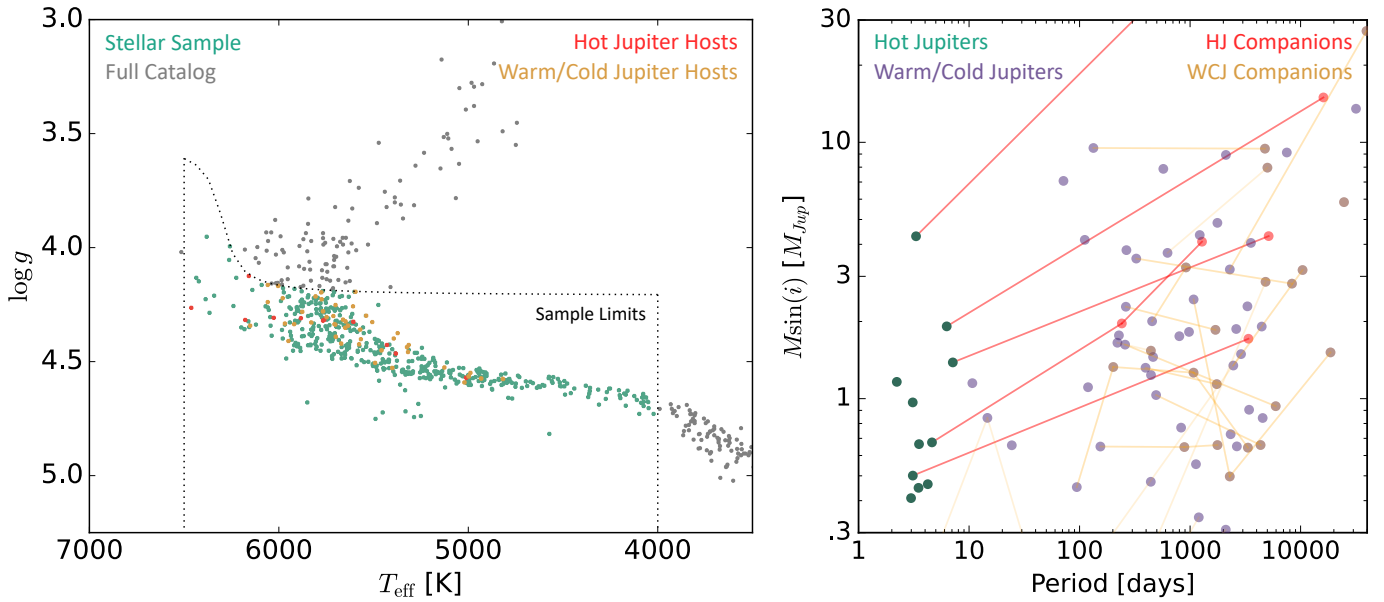 Stellar Sample
Full Catalog
Hot Jupiter Hosts
Warm/Cold Jupiter Hosts
Sample Limits
3.0
3.5
4.0
4.5
5.0
log g
7000 6000 5000 4000
T_eff [K]
Hot Jupiters
Warm/Cold Jupiters
HJ Companions
WCJ Companions
30
10
3
1
.3
Msin(i) [M_Jup]
1 10 100 1000 10000
Period [days]